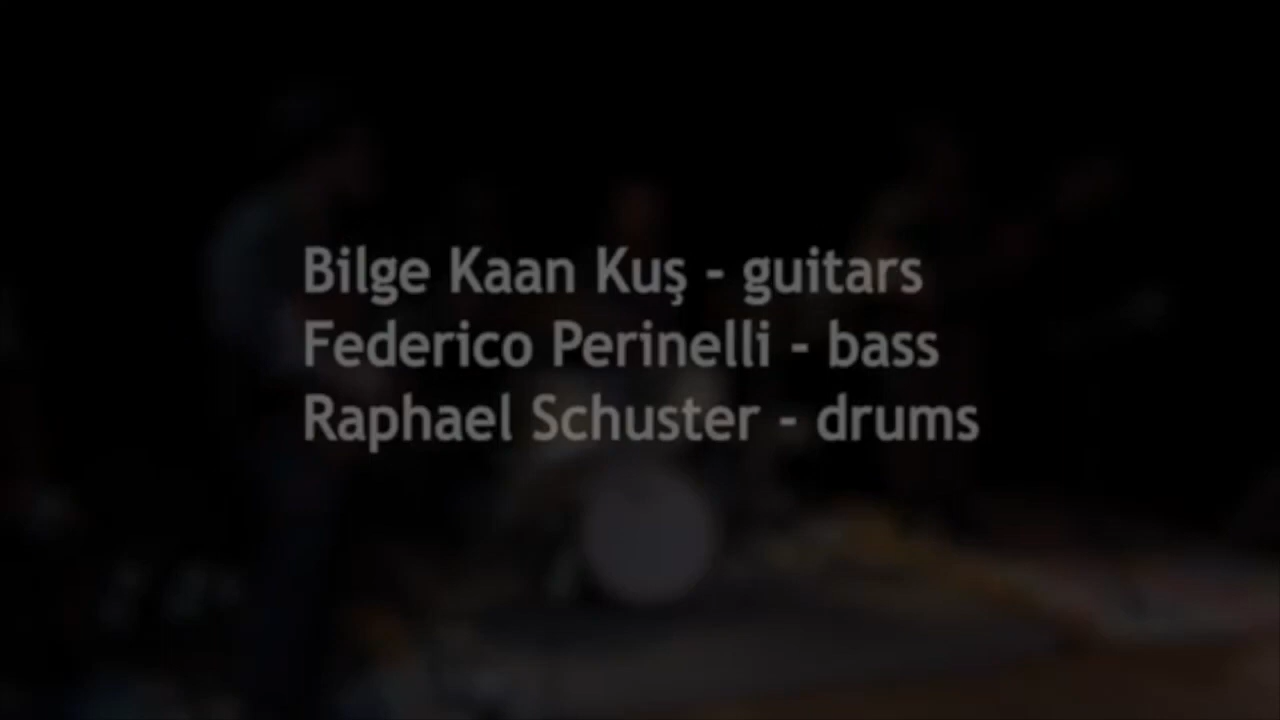 Bilge Kaan Kuş - guitars
Federico Perinelli - bass
Raphael Schuster - drums